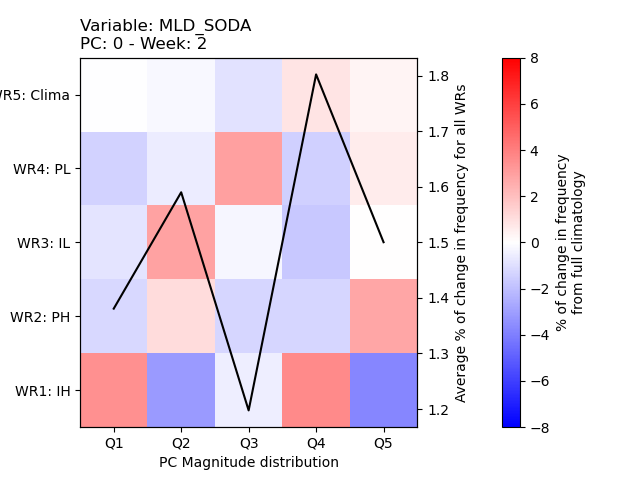 Variable: MLD_SODA
PC: 0 - Week: 2
WR5: Clima
WR4: PL
WR3: IL
WR2: PH
WR1: IH
Q1 Q2 Q3 Q4 Q5
PC Magnitude distribution
1.8
1.7
1.6
1.5
1.4
1.3
1.2
Average % of change in frequency for all WRs
8
6
4
2
0
−2
−4
−6
−8
% of change in frequency
from full climatology